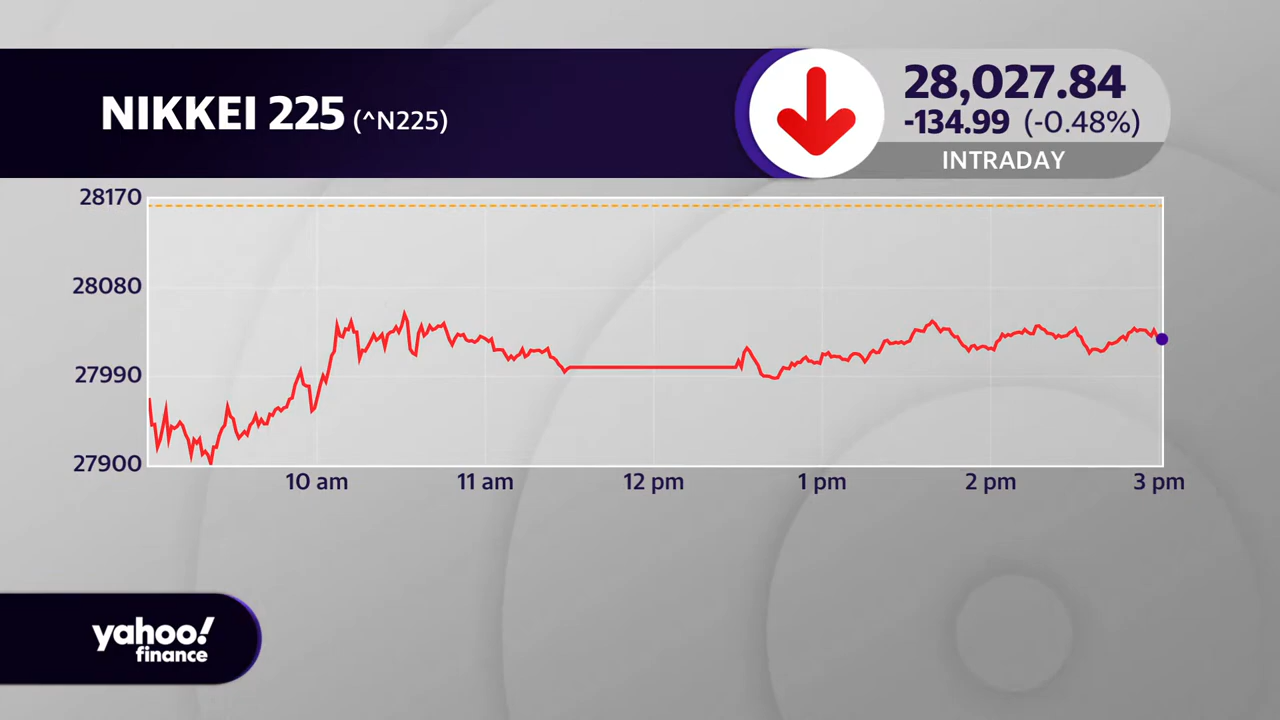 NIKKEI 225 (^N225)
28,027.84
-134.99 (-0.48%)
INTRADAY
28170
28080
27990
27900
10 am 11 am 12 pm 1 pm 2 pm 3 pm
yahoo!
finance